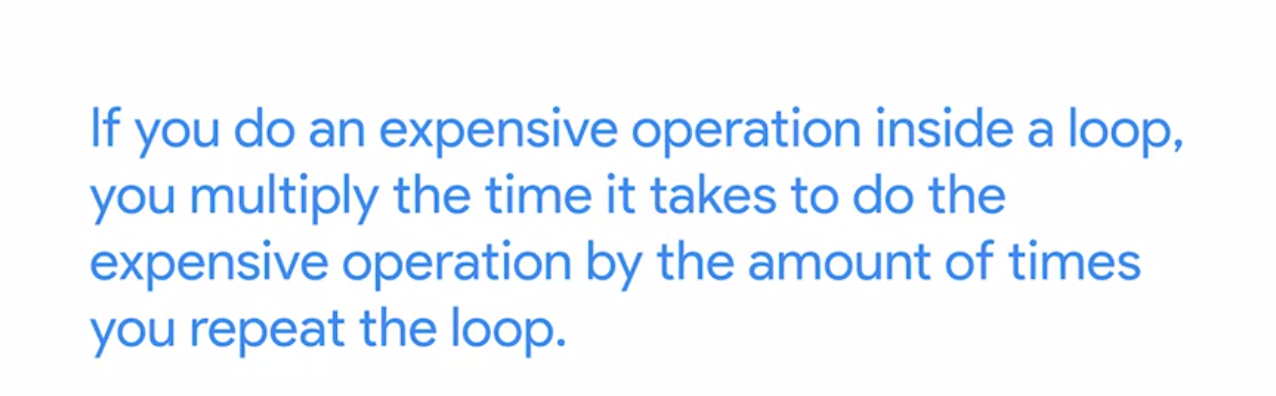 If you do an expensive operation inside a loop,
you multiply the time it takes to do the
expensive operation by the amount of times
you repeat the loop.